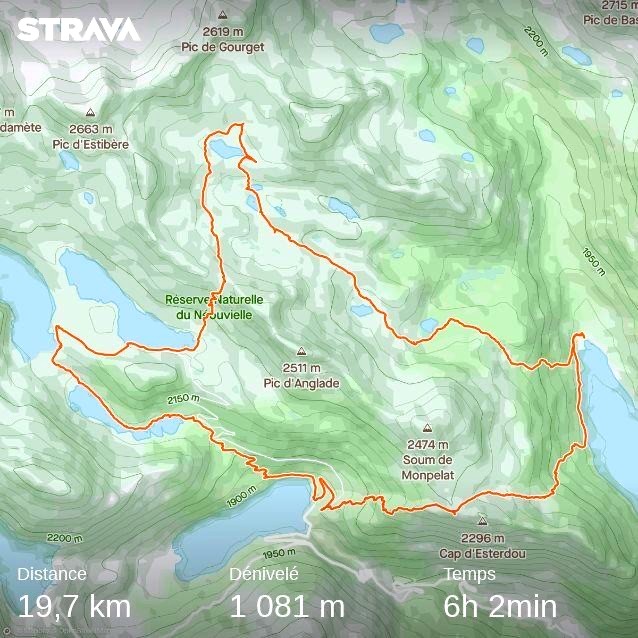 STRAVA
2619 m
Pic de Gourget
2715 m
Pic de Bas
2200 m
m
damète
2663 m
Pic d'Estibère
1950 m
Réserve Naturelle
du Néouvielle
2511 m
Pic d'Anglade
2150 m
2474 m
Soum de
Monpelat
1900 m
2200 m
1950 m
2296 m
Cap d'Esterdou
Distance
Dénivelé
Temps
19,7 km
1 081 m
6h 2min